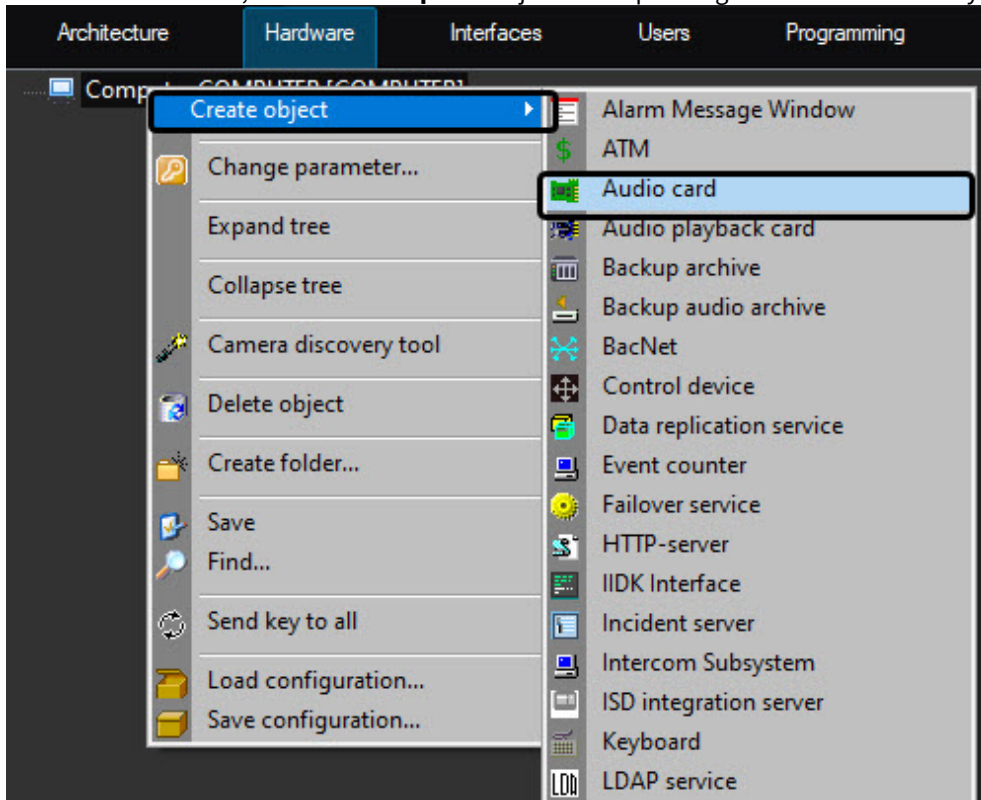 Architecture Hardware Interfaces Users Programming
Create object
Change parameter...
Expand tree
Collapse tree
Camera discovery tool
Delete object
Create folder...
Save
Find...
Send key to all
Load configuration...
Save configuration...
Alarm Message Window
ATM
Audio card
Audio playback card
Backup archive
Backup audio archive
BacNet
Control device
Data replication service
Event counter
Failover service
HTTP-server
IIDK Interface
Incident server
Intercom Subsystem
ISD integration server
Keyboard
LDAP service